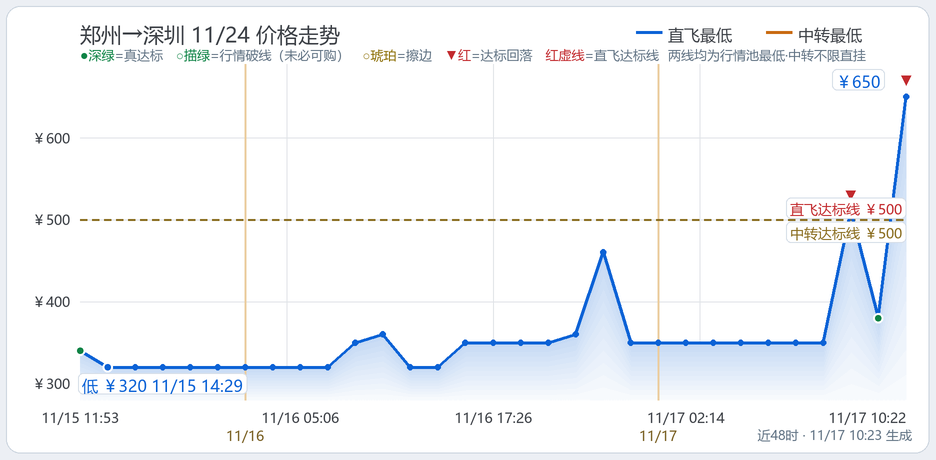 郑州→深圳 11/24 价格走势
直飞最低
中转最低
●深绿=真达标 ○描绿=行情破线（未必可购） ○琥珀=擦边 ▼红=达标回落 红虚线=直飞达标线 两线均为行情池最低·中转不限直挂
¥650
¥600
直飞达标线 ¥500
¥500
中转达标线 ¥500
¥400
¥300
低 ¥320 11/15 14:29
11/15 11:53
11/16 05:06
11/16 17:26
11/17 02:14
11/17 10:22
11/16
11/17
近48时 · 11/17 10:23 生成